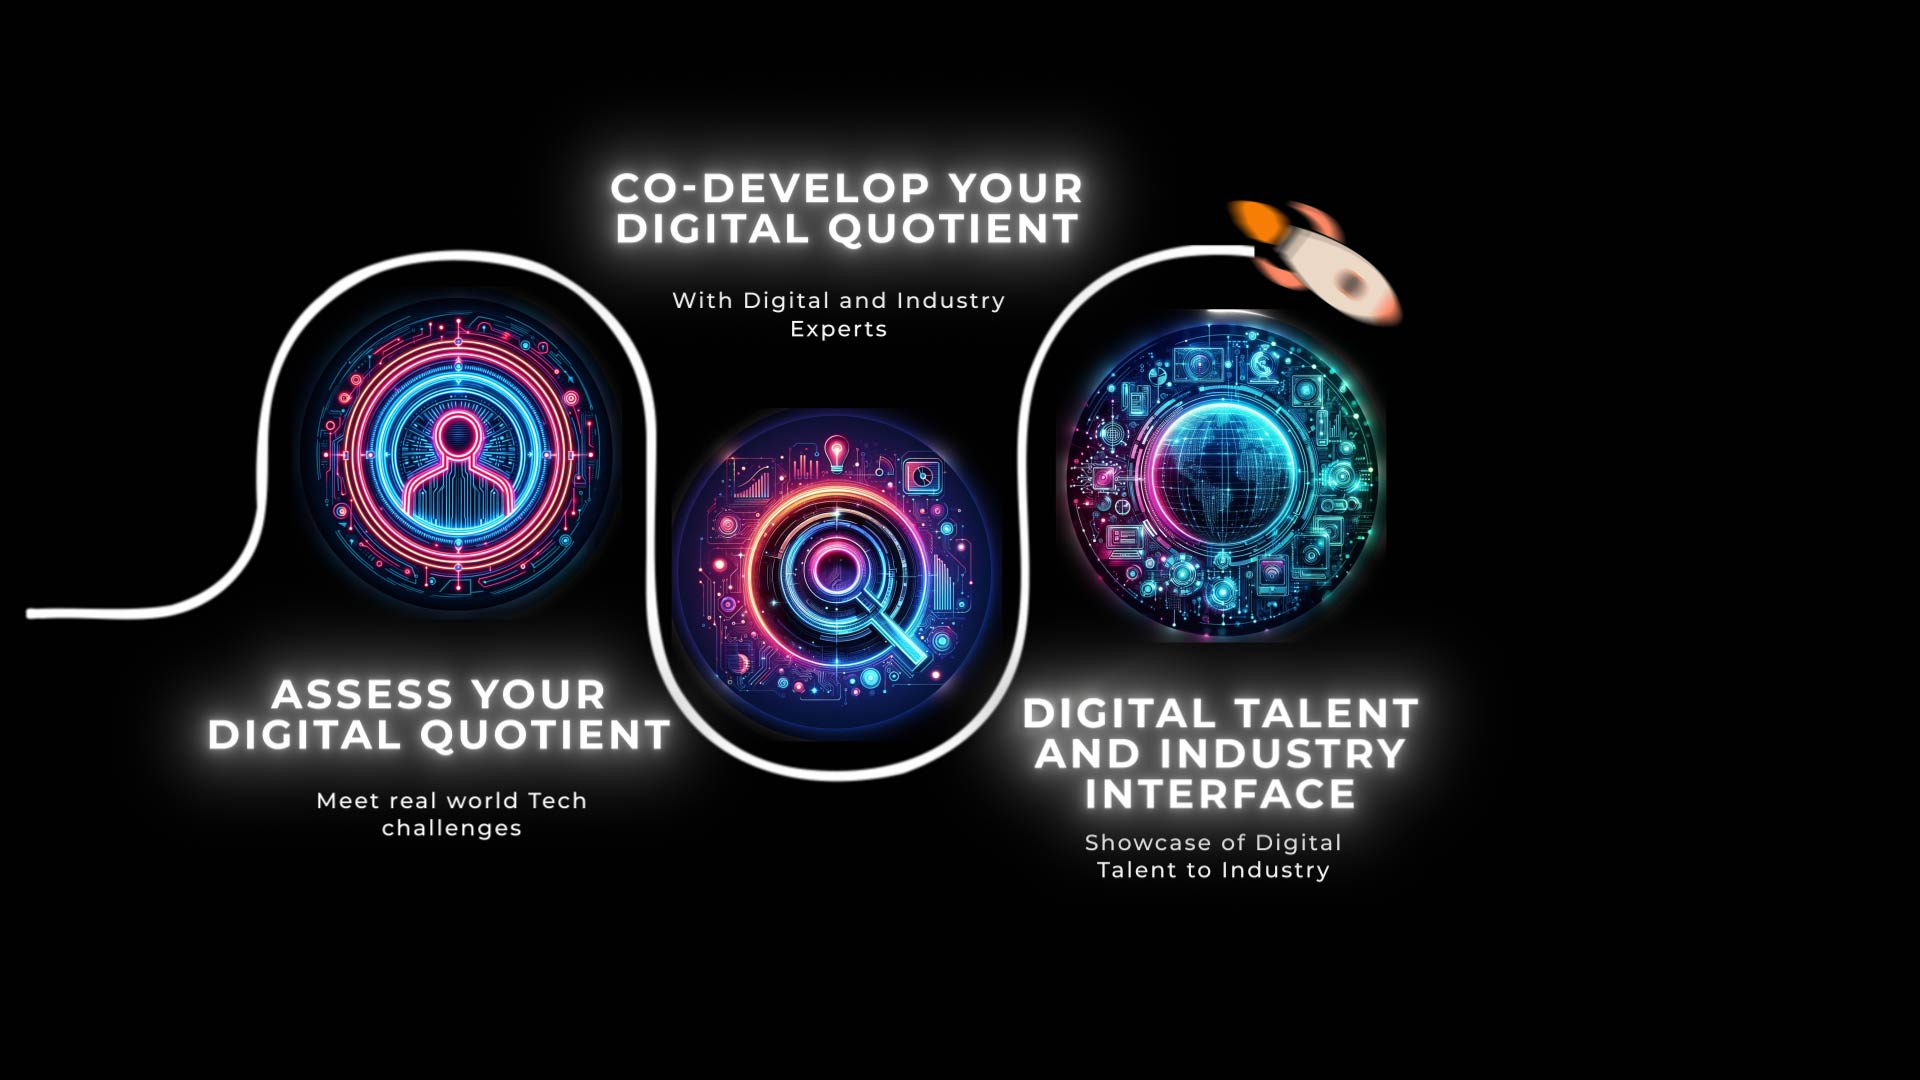 CO-DEVELOP YOUR
DIGITAL QUOTIENT
With Digital and Industry
Experts
ASSESS YOUR
DIGITAL QUOTIENT
Meet real world Tech
challenges
DIGITAL TALENT
AND INDUSTRY
INTERFACE
Showcase of Digital
Talent to Industry